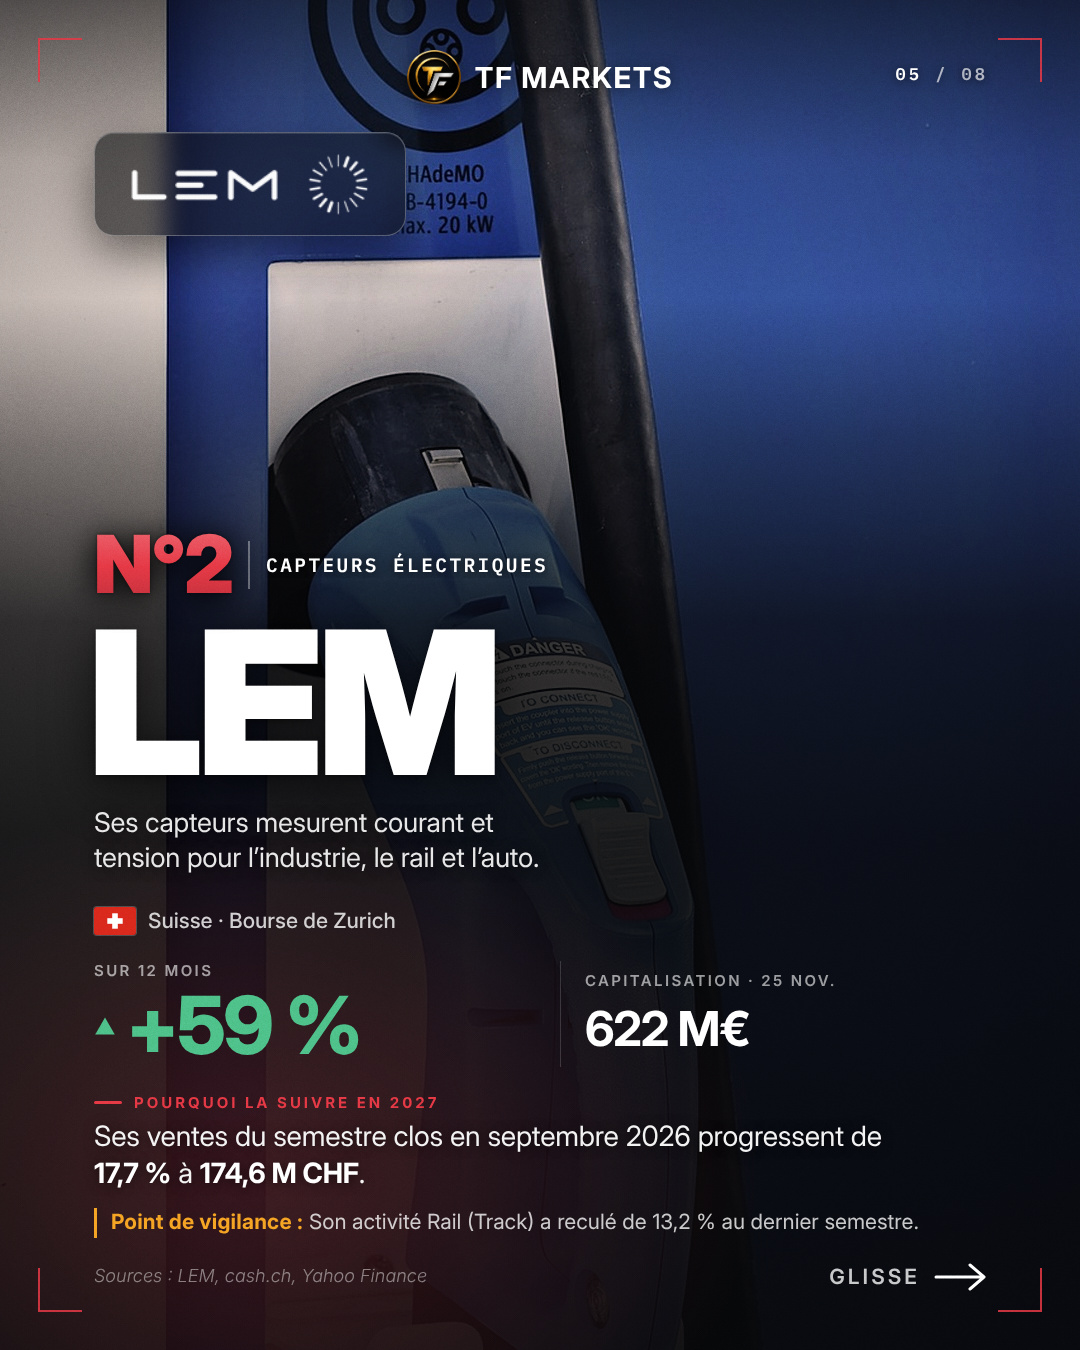 TF MARKETS
05 / 08
LEM
HAdeMO
B-4194-0
ax. 20 kW
N°2
CAPTEURS ÉLECTRIQUES
LEM
DANGER
TO CONNECT
TO DISCONNECT
Ses capteurs mesurent courant et
tension pour l’industrie, le rail et l’auto.
Suisse · Bourse de Zurich
SUR 12 MOIS
+59 %
CAPITALISATION · 25 NOV.
622 M€
POURQUOI LA SUIVRE EN 2027
Ses ventes du semestre clos en septembre 2026 progressent de
17,7 % à 174,6 M CHF.
Point de vigilance : Son activité Rail (Track) a reculé de 13,2 % au dernier semestre.
Sources : LEM, cash.ch, Yahoo Finance
GLISSE